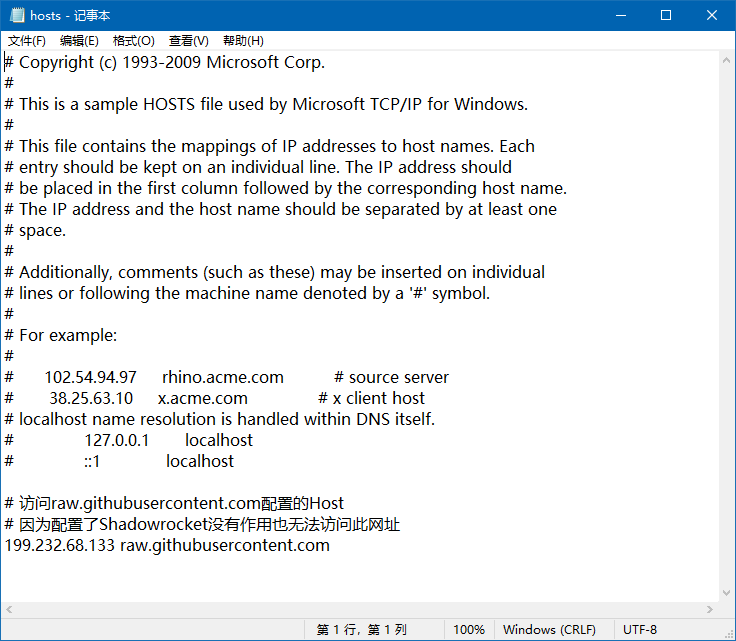 hosts - 记事本
文件(F) 编辑(E) 格式(O) 查看(V) 帮助(H)
# Copyright (c) 1993-2009 Microsoft Corp.
#
# This is a sample HOSTS file used by Microsoft TCP/IP for Windows.
#
# This file contains the mappings of IP addresses to host names. Each
# entry should be kept on an individual line. The IP address should
# be placed in the first column followed by the corresponding host name.
# The IP address and the host name should be separated by at least one
# space.
#
# Additionally, comments (such as these) may be inserted on individual
# lines or following the machine name denoted by a '#' symbol.
#
# For example:
#
# 102.54.94.97 rhino.acme.com # source server
# 38.25.63.10 x.acme.com # x client host
# localhost name resolution is handled within DNS itself.
# 127.0.0.1 localhost
# ::1 localhost
# 访问raw.githubusercontent.com配置的Host
# 因为配置了Shadowrocket没有作用也无法访问此网址
199.232.68.133 raw.githubusercontent.com
第 1 行，第 1 列 100% Windows (CRLF) UTF-8